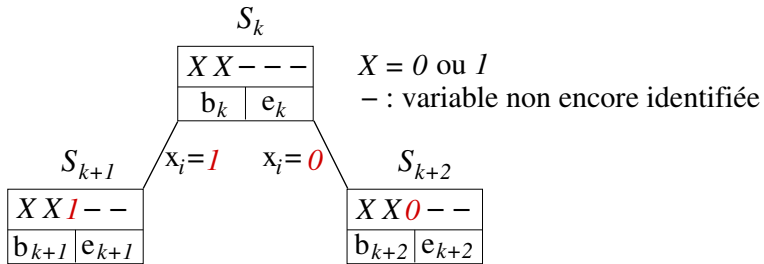 S_k
X X - - -
X = 0 ou 1
b_k e_k
- : variable non encore identifiée
S_{k+1} x_i=1 x_i=0 S_{k+2}
X X 1 - -
X X 0 - -
b_{k+1} e_{k+1}
b_{k+2} e_{k+2}